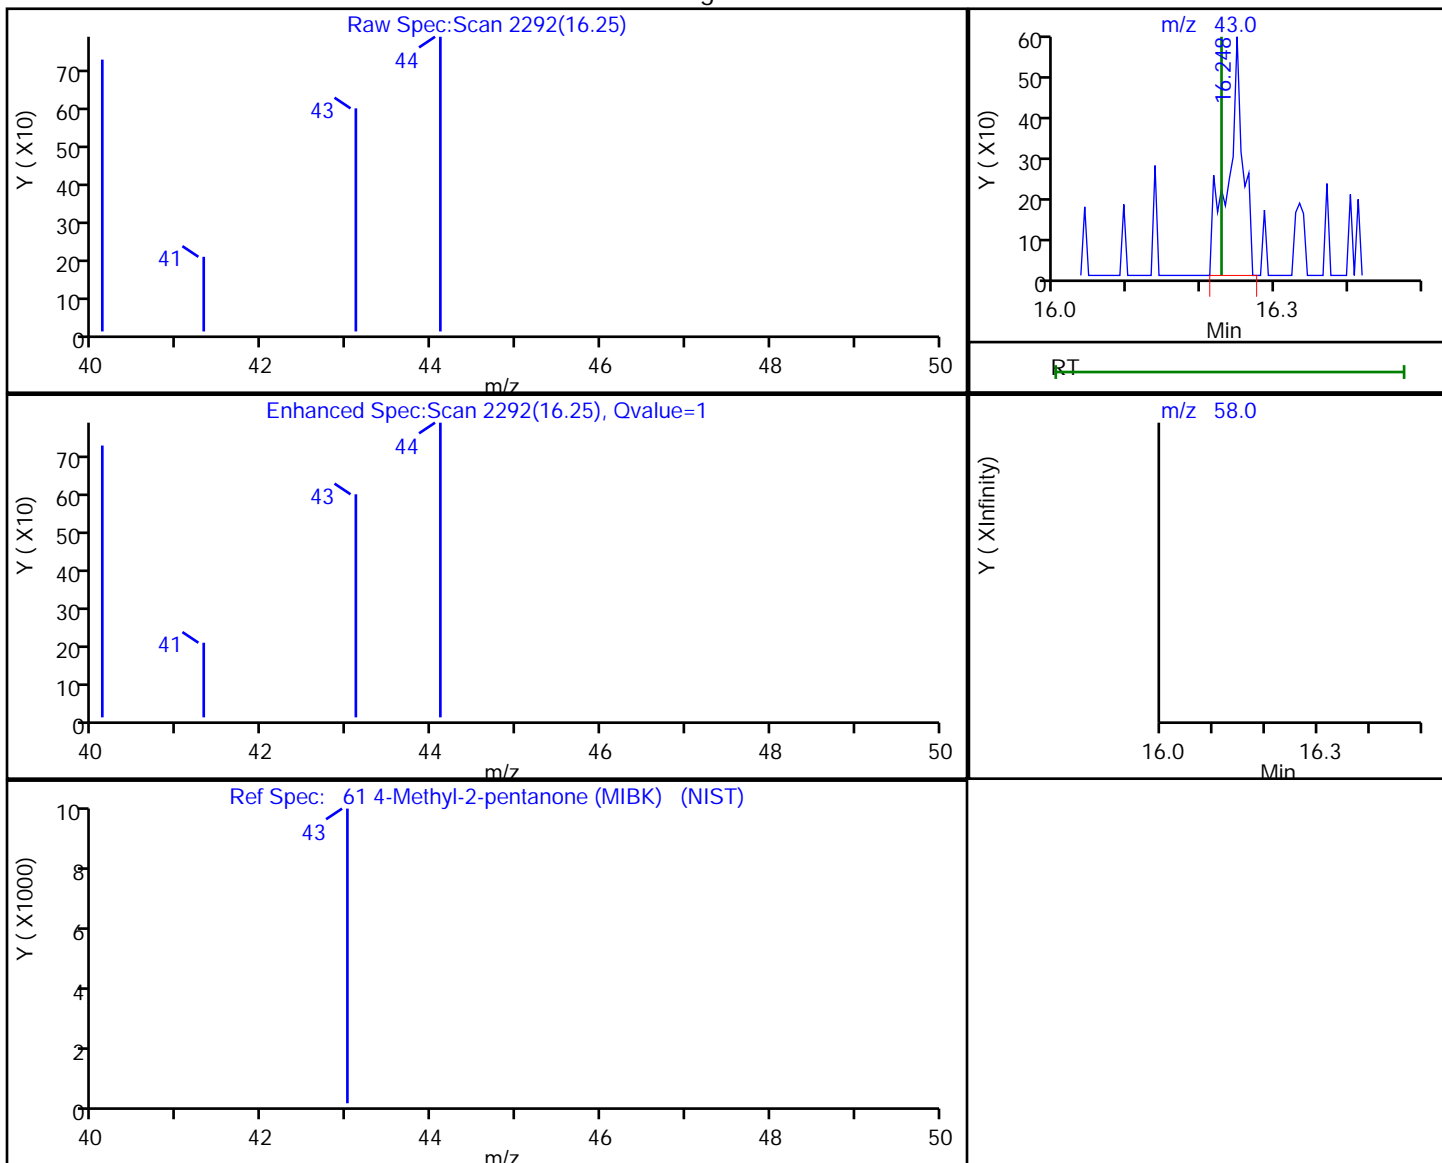 Raw Spec:Scan 2292(16.25)
Y ( X10)
70
60
50
40
30
20
10
0
41
43
44
40 42 44 46 48 50
m/z
m/z 43.0
Y ( X10)
60
50
40
30
20
10
0
16.248
16.0 16.3
Min
RT
Enhanced Spec:Scan 2292(16.25), Qvalue=1
Y ( X10)
70
60
50
40
30
20
10
0
41
43
44
40 42 44 46 48 50
m/z
m/z 58.0
Y ( XInfinity)
16.0 16.3
Min
Ref Spec: 61 4-Methyl-2-pentanone (MIBK) (NIST)
Y ( X1000)
10
8
6
4
2
0
43
40 42 44 46 48 50
m/z